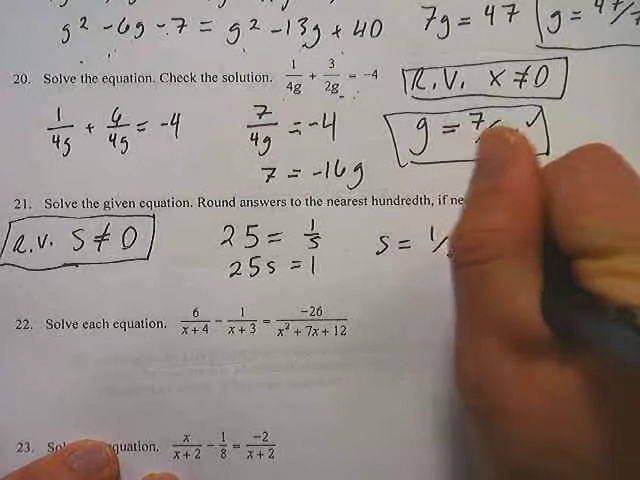 g² - 6g - 7 = g² - 13g + 40
7g = 47
g = 47/7
20. Solve the equation. Check the solution. 1/4g + 3/2g = -4
R.V. x ≠ 0
1/4g + 6/4g = -4
7/4g = -4
g = 7/
7 = -16g
21. Solve the given equation. Round answers to the nearest hundredth, if
R.V. S ≠ 0
25 = 1/s
s = 1/
25s = 1
22. Solve each equation. 6/x + 4 - 1/x + 3 = -26/x² + 7x + 12
23. equation. x/x + 2 - 1/8 = -2/x + 2